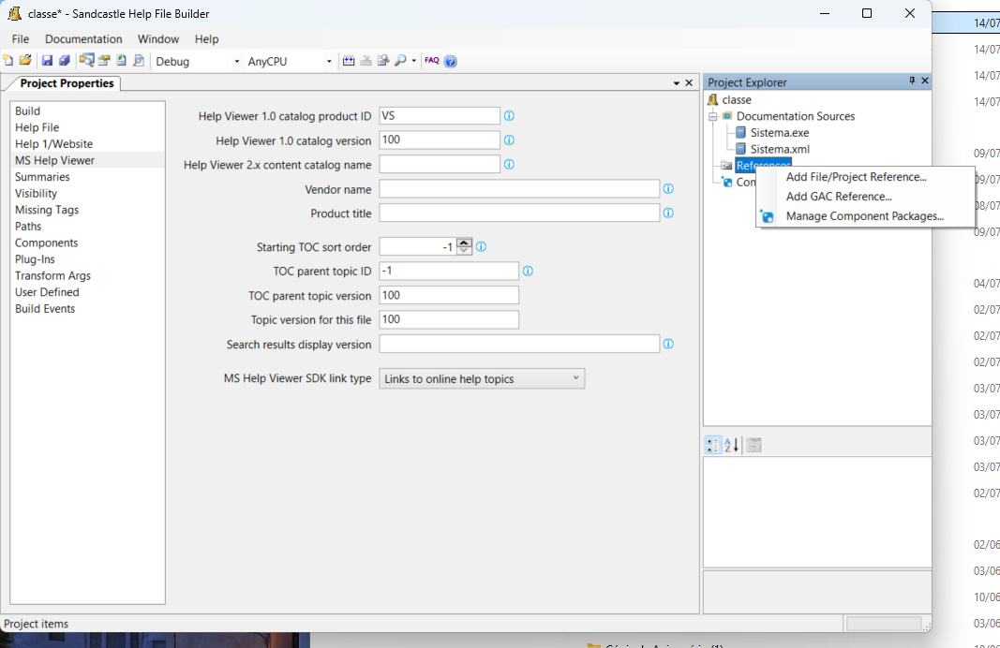 classe* - Sandcastle Help File Builder
File Documentation Window Help
Debug AnyCPU FAQ
Project Properties
Build
Help File
Help 1/Website
MS Help Viewer
Summaries
Visibility
Missing Tags
Paths
Components
Plug-Ins
Transform Args
User Defined
Build Events
Help Viewer 1.0 catalog product ID VS
Help Viewer 1.0 catalog version 100
Help Viewer 2.x content catalog name
Vendor name
Product title
Starting TOC sort order -1
TOC parent topic ID -1
TOC parent topic version 100
Topic version for this file 100
Search results display version
MS Help Viewer SDK link type Links to online help topics
Project Explorer
classe
Documentation Sources
Sistema.exe
Sistema.xml
References
Add File/Project Reference...
Add GAC Reference...
Manage Component Packages...
Project items
14/07
14/07
14/07
14/07
09/07
09/07
08/07
09/07
04/07
02/07
02/07
02/07
03/07
03/07
03/07
03/07
02/07
02/06
03/06
10/06
03/06